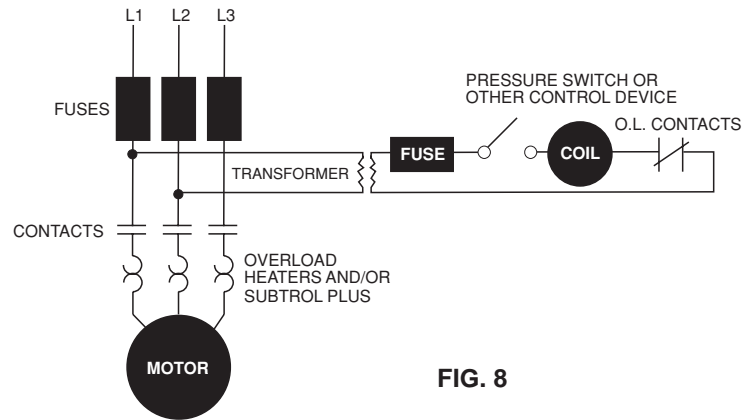 L1 L2 L3
FUSES
PRESSURE SWITCH OR
OTHER CONTROL DEVICE
O.L. CONTACTS
FUSE
COIL
TRANSFORMER
CONTACTS
OVERLOAD
HEATERS AND/OR
SUBTROL PLUS
MOTOR
FIG. 8